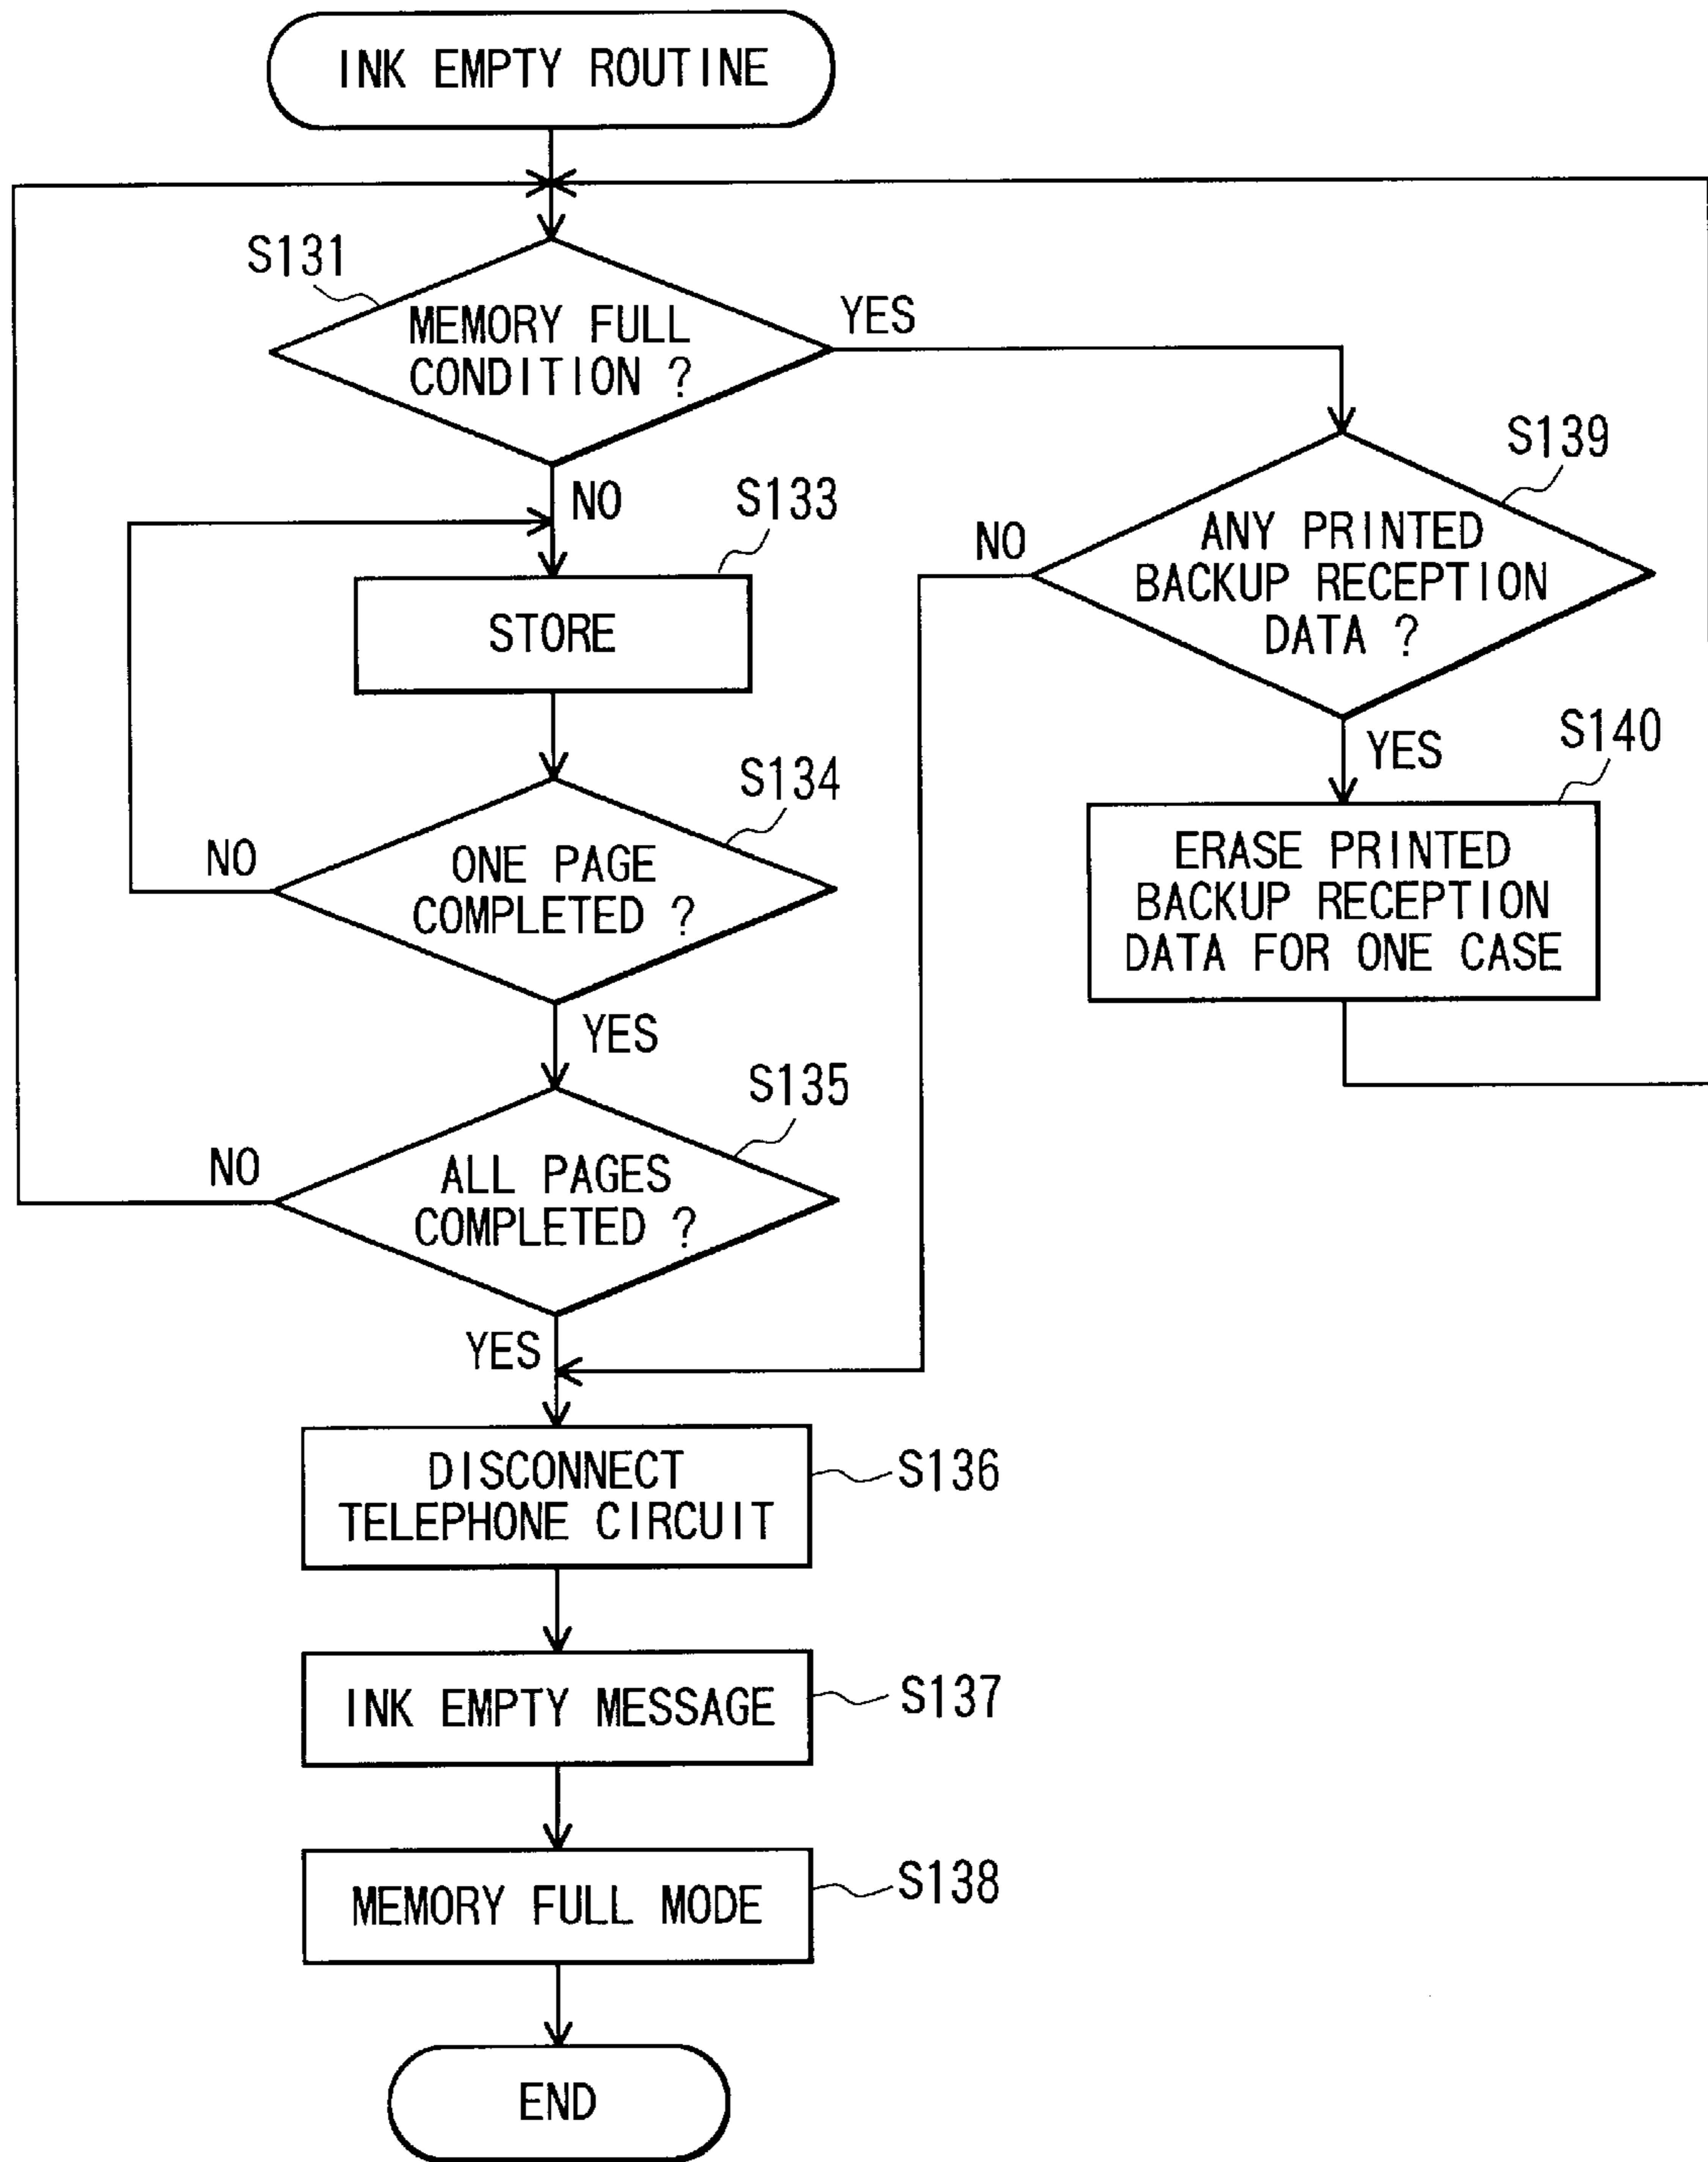 INK EMPTY ROUTINE
S131
MEMORY FULL
CONDITION ?
YES
NO
S133
STORE
S134
ONE PAGE
COMPLETED ?
NO
YES
S135
ALL PAGES
COMPLETED ?
NO
YES
DISCONNECT
TELEPHONE CIRCUIT
S136
INK EMPTY MESSAGE
S137
MEMORY FULL MODE
S138
END
S139
ANY PRINTED
BACKUP RECEPTION
DATA ?
NO
YES
S140
ERASE PRINTED
BACKUP RECEPTION
DATA FOR ONE CASE